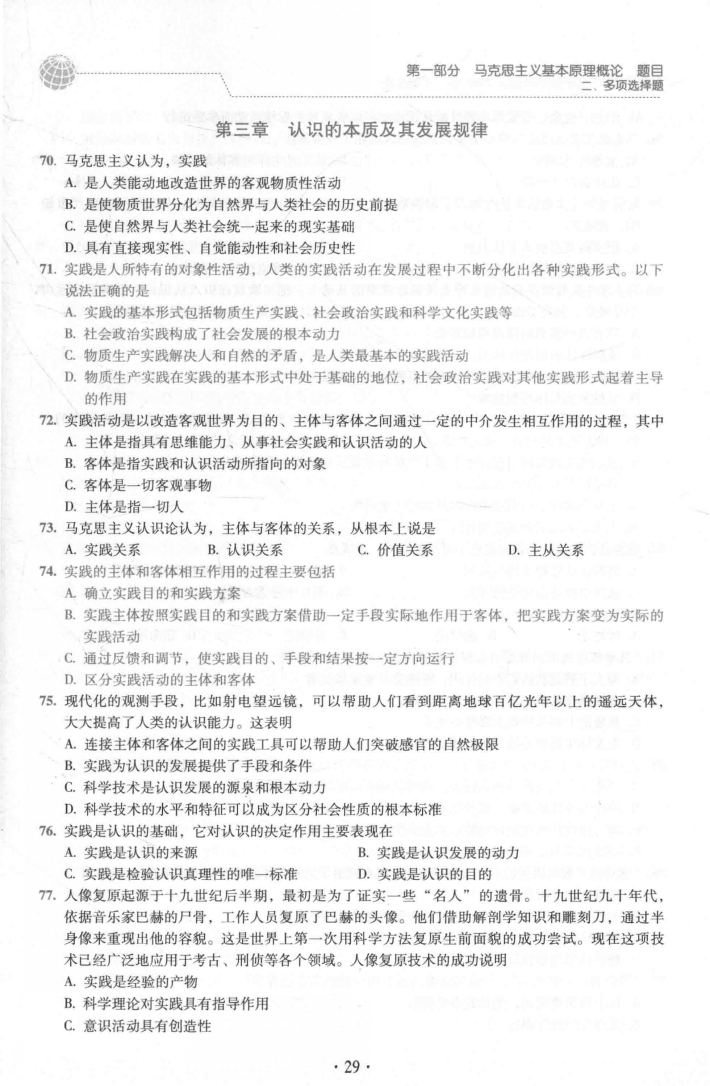 第一部分 马克思主义基本原理概论 题目
二、多项选择题
第三章 认识的本质及其发展规律
70. 马克思主义认为，实践
A. 是人类能动地改造世界的客观物质性活动
B. 是使物质世界分化为自然界与人类社会的历史前提
C. 是使自然界与人类社会统一起来的现实基础
D. 具有直接现实性、自觉能动性和社会历史性
71. 实践是人所特有的对象性活动，人类的实践活动在发展过程中不断分化出各种实践形式。以下
说法正确的是
A. 实践的基本形式包括物质生产实践、社会政治实践和科学文化实践等
B. 社会政治实践构成了社会发展的根本动力
C. 物质生产实践解决人和自然的矛盾，是人类最基本的实践活动
D. 物质生产实践在实践的基本形式中处于基础的地位，社会政治实践对其他实践形式起着主导
的作用
72. 实践活动是以改造客观世界为目的、主体与客体之间通过一定的中介发生相互作用的过程，其中
A. 主体是指具有思维能力、从事社会实践和认识活动的人
B. 客体是指实践和认识活动所指向的对象
C. 客体是一切客观事物
D. 主体是指一切人
73. 马克思主义认识论认为，主体与客体的关系，从根本上说是
A. 实践关系 B. 认识关系 C. 价值关系 D. 主从关系
74. 实践的主体和客体相互作用的过程主要包括
A. 确立实践目的和实践方案
B. 实践主体按照实践目的和实践方案借助一定手段实际地作用于客体，把实践方案变为实际的
实践活动
C. 通过反馈和调节，使实践目的、手段和结果按一定方向运行
D. 区分实践活动的主体和客体
75. 现代化的观测手段，比如射电望远镜，可以帮助人们看到距离地球百亿光年以上的遥远天体，
大大提高了人类的认识能力。这表明
A. 连接主体和客体之间的实践工具可以帮助人们突破感官的自然极限
B. 实践为认识的发展提供了手段和条件
C. 科学技术是认识发展的源泉和根本动力
D. 科学技术的水平和特征可以成为区分社会性质的根本标准
76. 实践是认识的基础，它对认识的决定作用主要表现在
A. 实践是认识的来源 B. 实践是认识发展的动力
C. 实践是检验认识真理性的唯一标准 D. 实践是认识的目的
77. 人像复原起源于十九世纪后半期，最初是为了证实一些“名人”的遗骨。十九世纪九十年代，
依据音乐家巴赫的尸骨，工作人员复原了巴赫的头像。他们借助解剖学知识和雕刻刀，通过半
身像来重现出他的容貌。这是世界上第一次用科学方法复原生前面貌的成功尝试。现在这项技
术已经广泛地应用于考古、刑侦等各个领域。人像复原技术的成功说明
A. 实践是经验的产物
B. 科学理论对实践具有指导作用
C. 意识活动具有创造性
· 29 ·